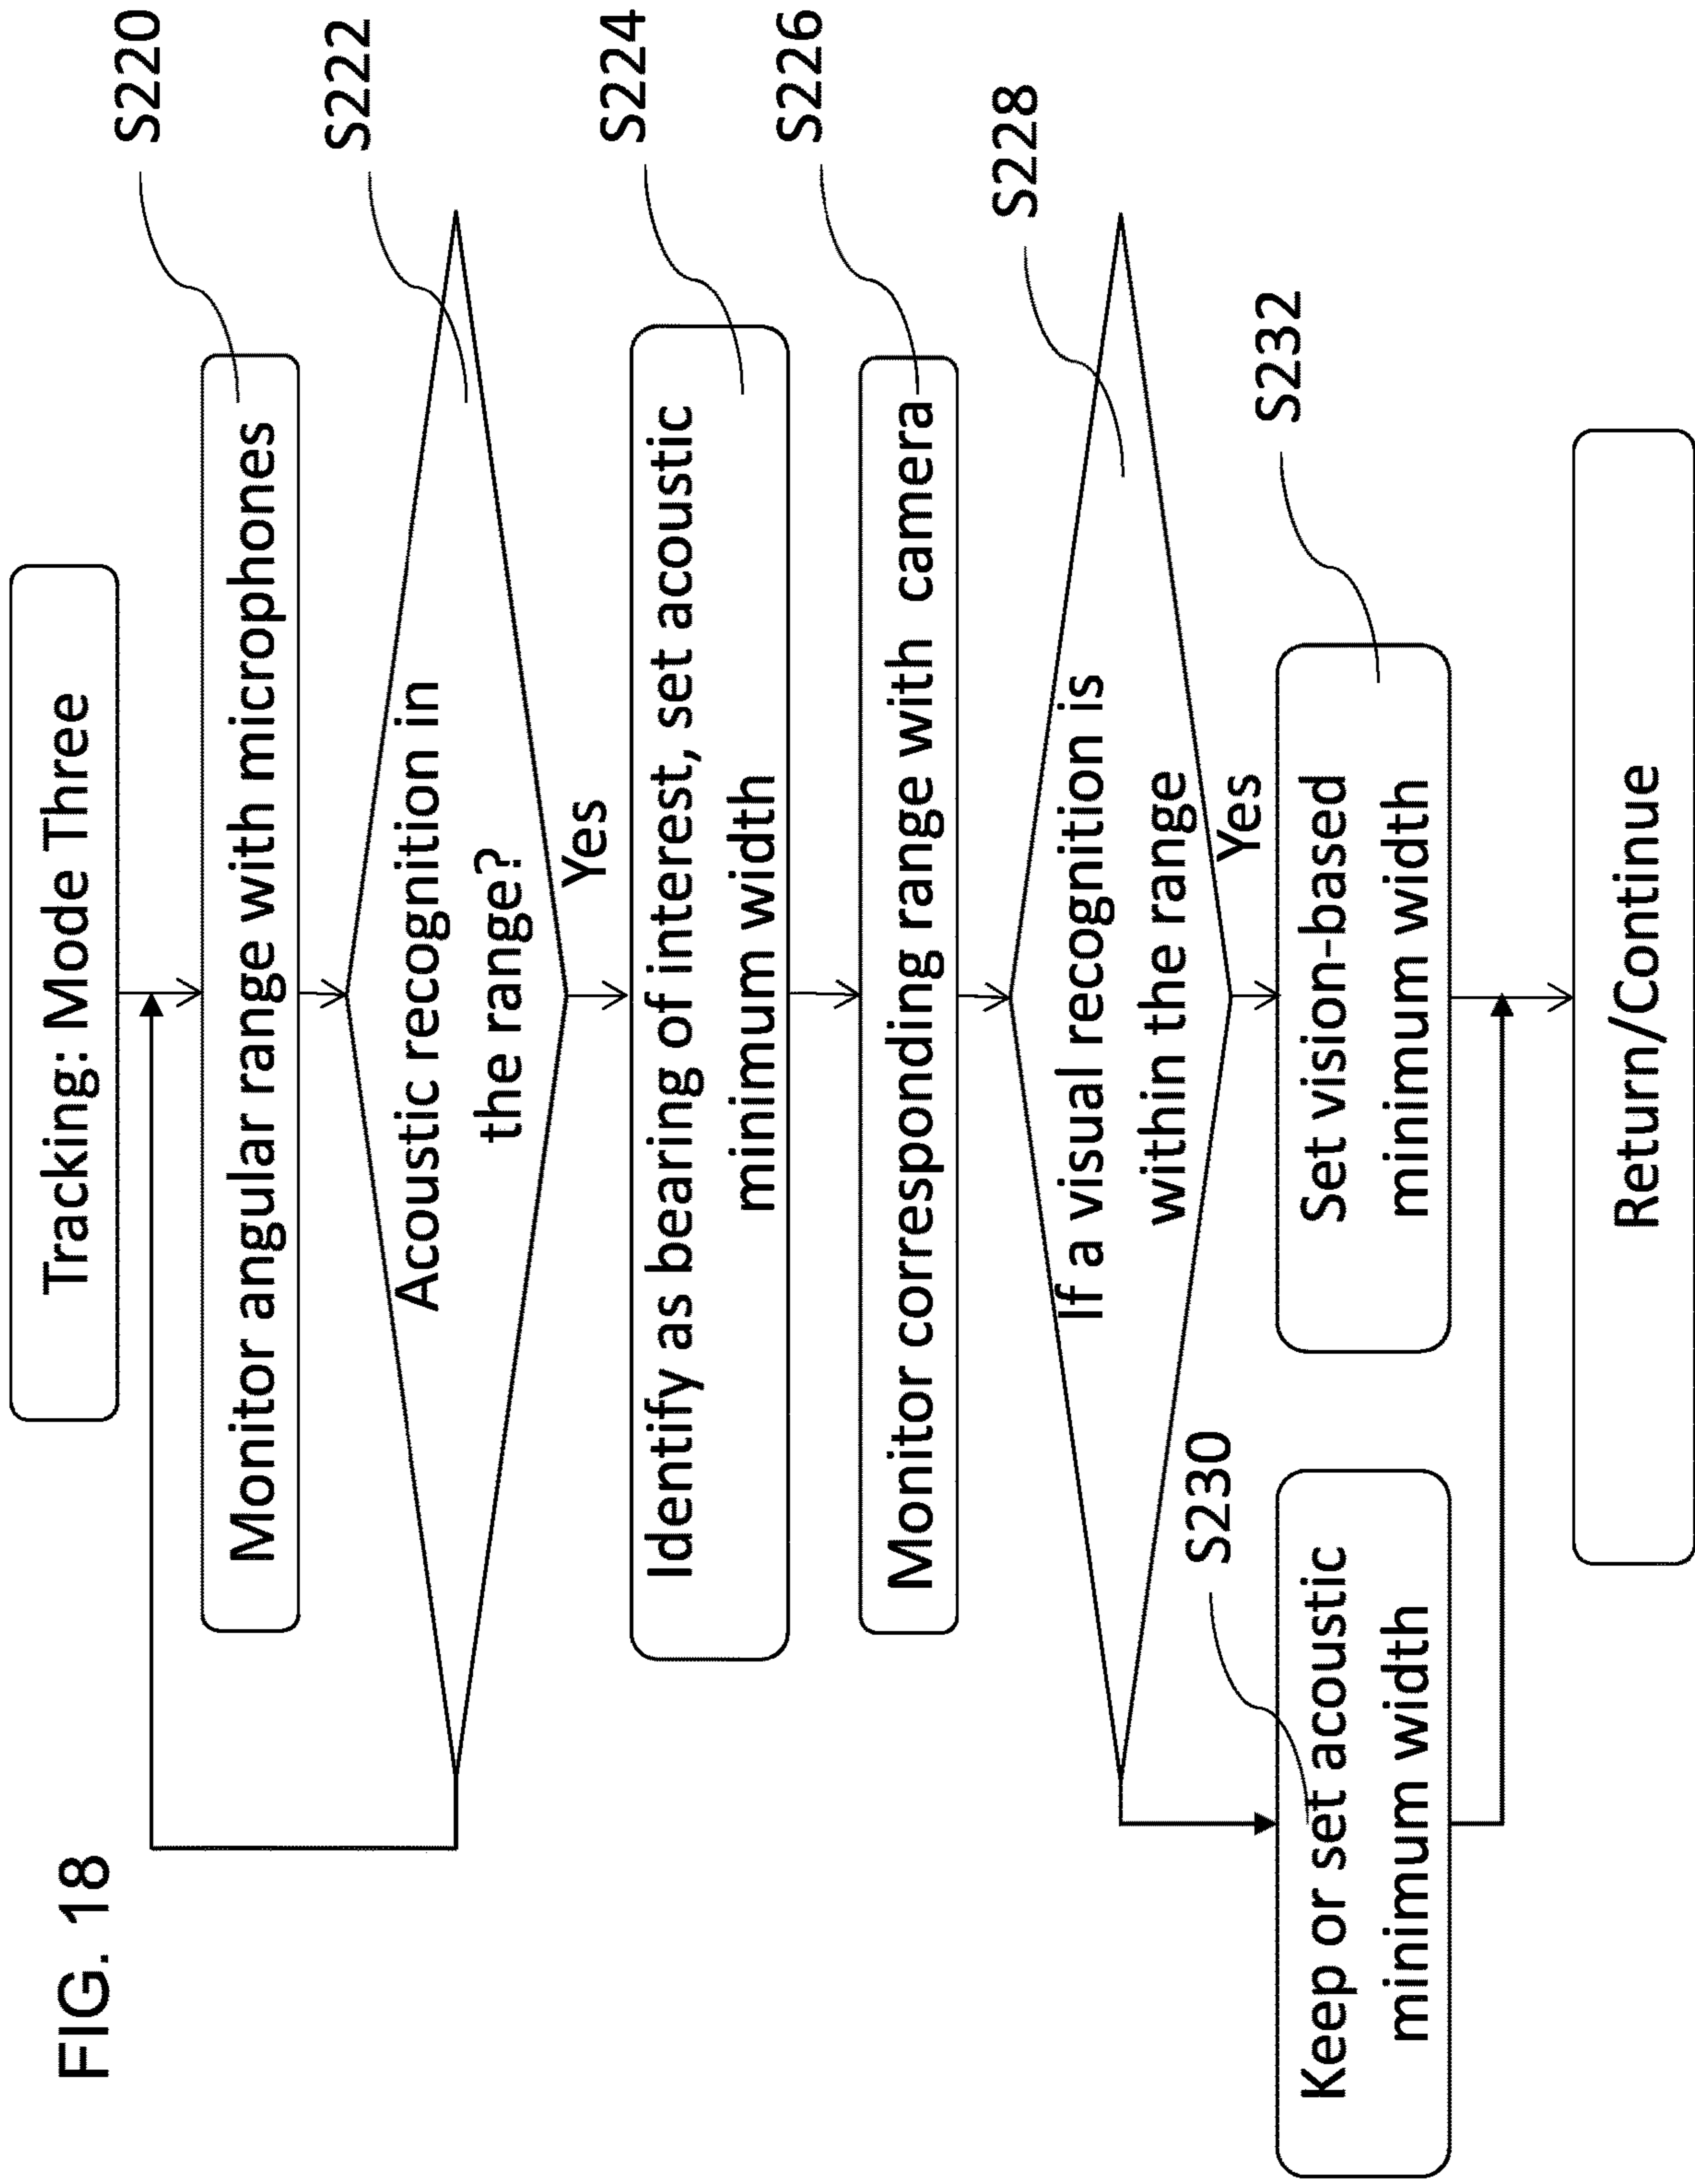 FIG. 18
Tracking: Mode Three
S220
Monitor angular range with microphones
S222
Acoustic recognition in
the range?
Yes
S224
Identify as bearing of interest, set acoustic
minimum width
S226
Monitor corresponding range with camera
S228
If a visual recognition is
within the range
Yes
S230
Keep or set acoustic
minimum width
S232
Set vision-based
minimum width
Return/Continue